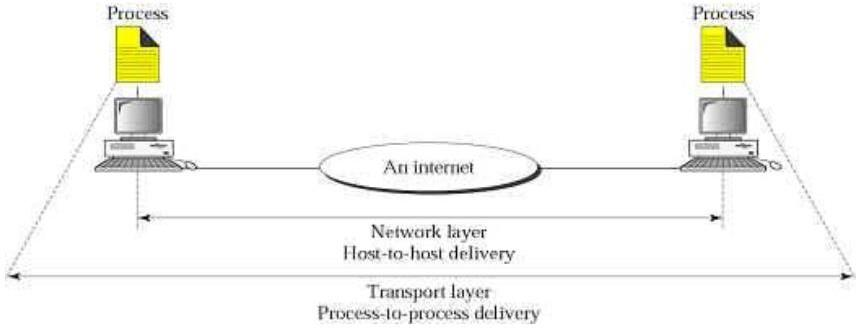 Process
Process
An internet
Network layer
Host-to-host delivery
Transport layer
Process-to-process delivery